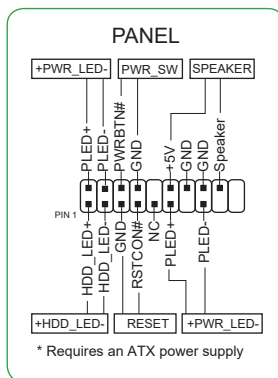 PANEL
+PWR_LED- PWR_SW SPEAKER
PLED+
PLED-
PWRBTN#
GND
+5V
GND
GND
Speaker
PIN 1
HDD_LED+
HDD_LED-
GND
RSTCON#
NC
PLED+
PLED-
+HDD_LED- RESET +PWR_LED-
* Requires an ATX power supply